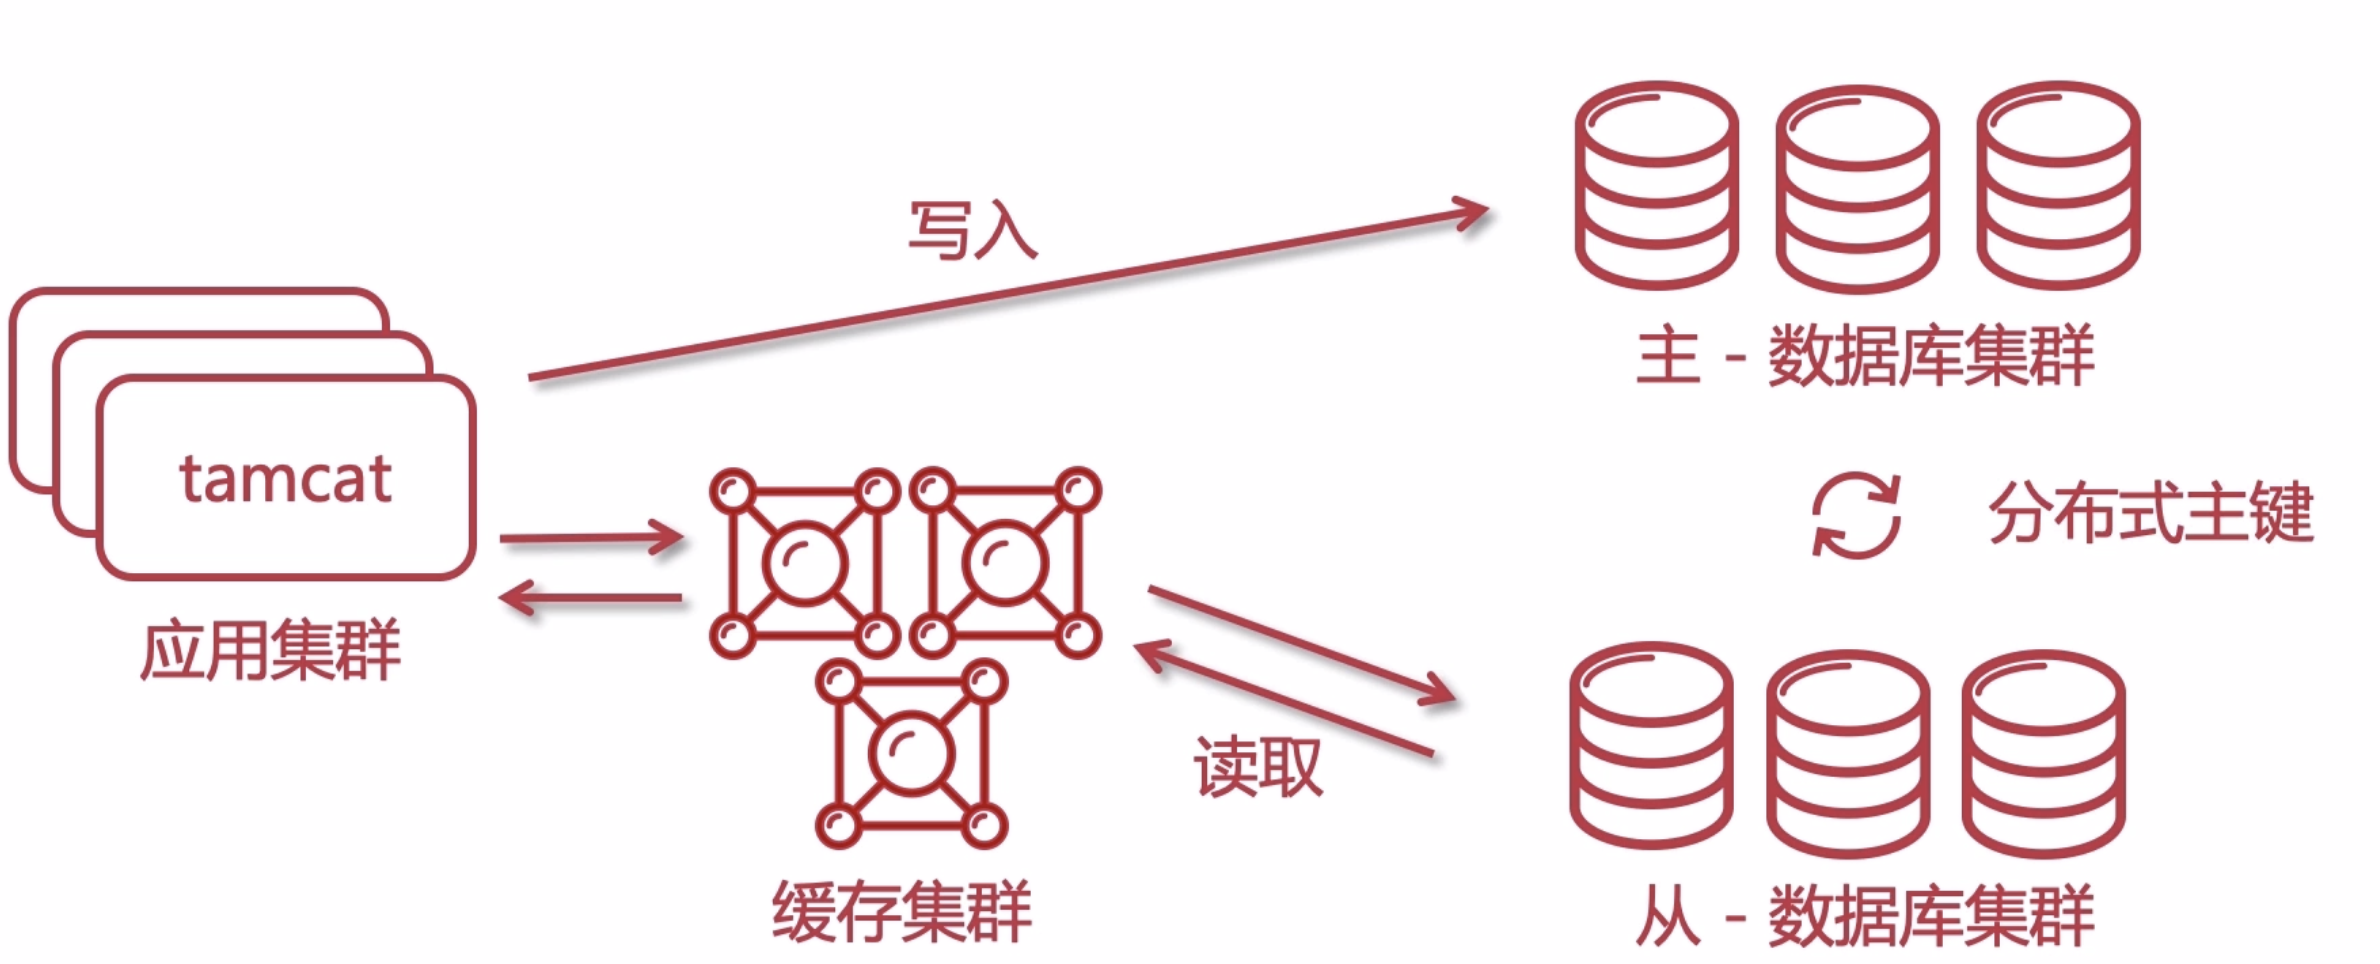 写入
主 - 数据库集群
tamcat
分布式主键
应用集群
读取
缓存集群
从 - 数据库集群